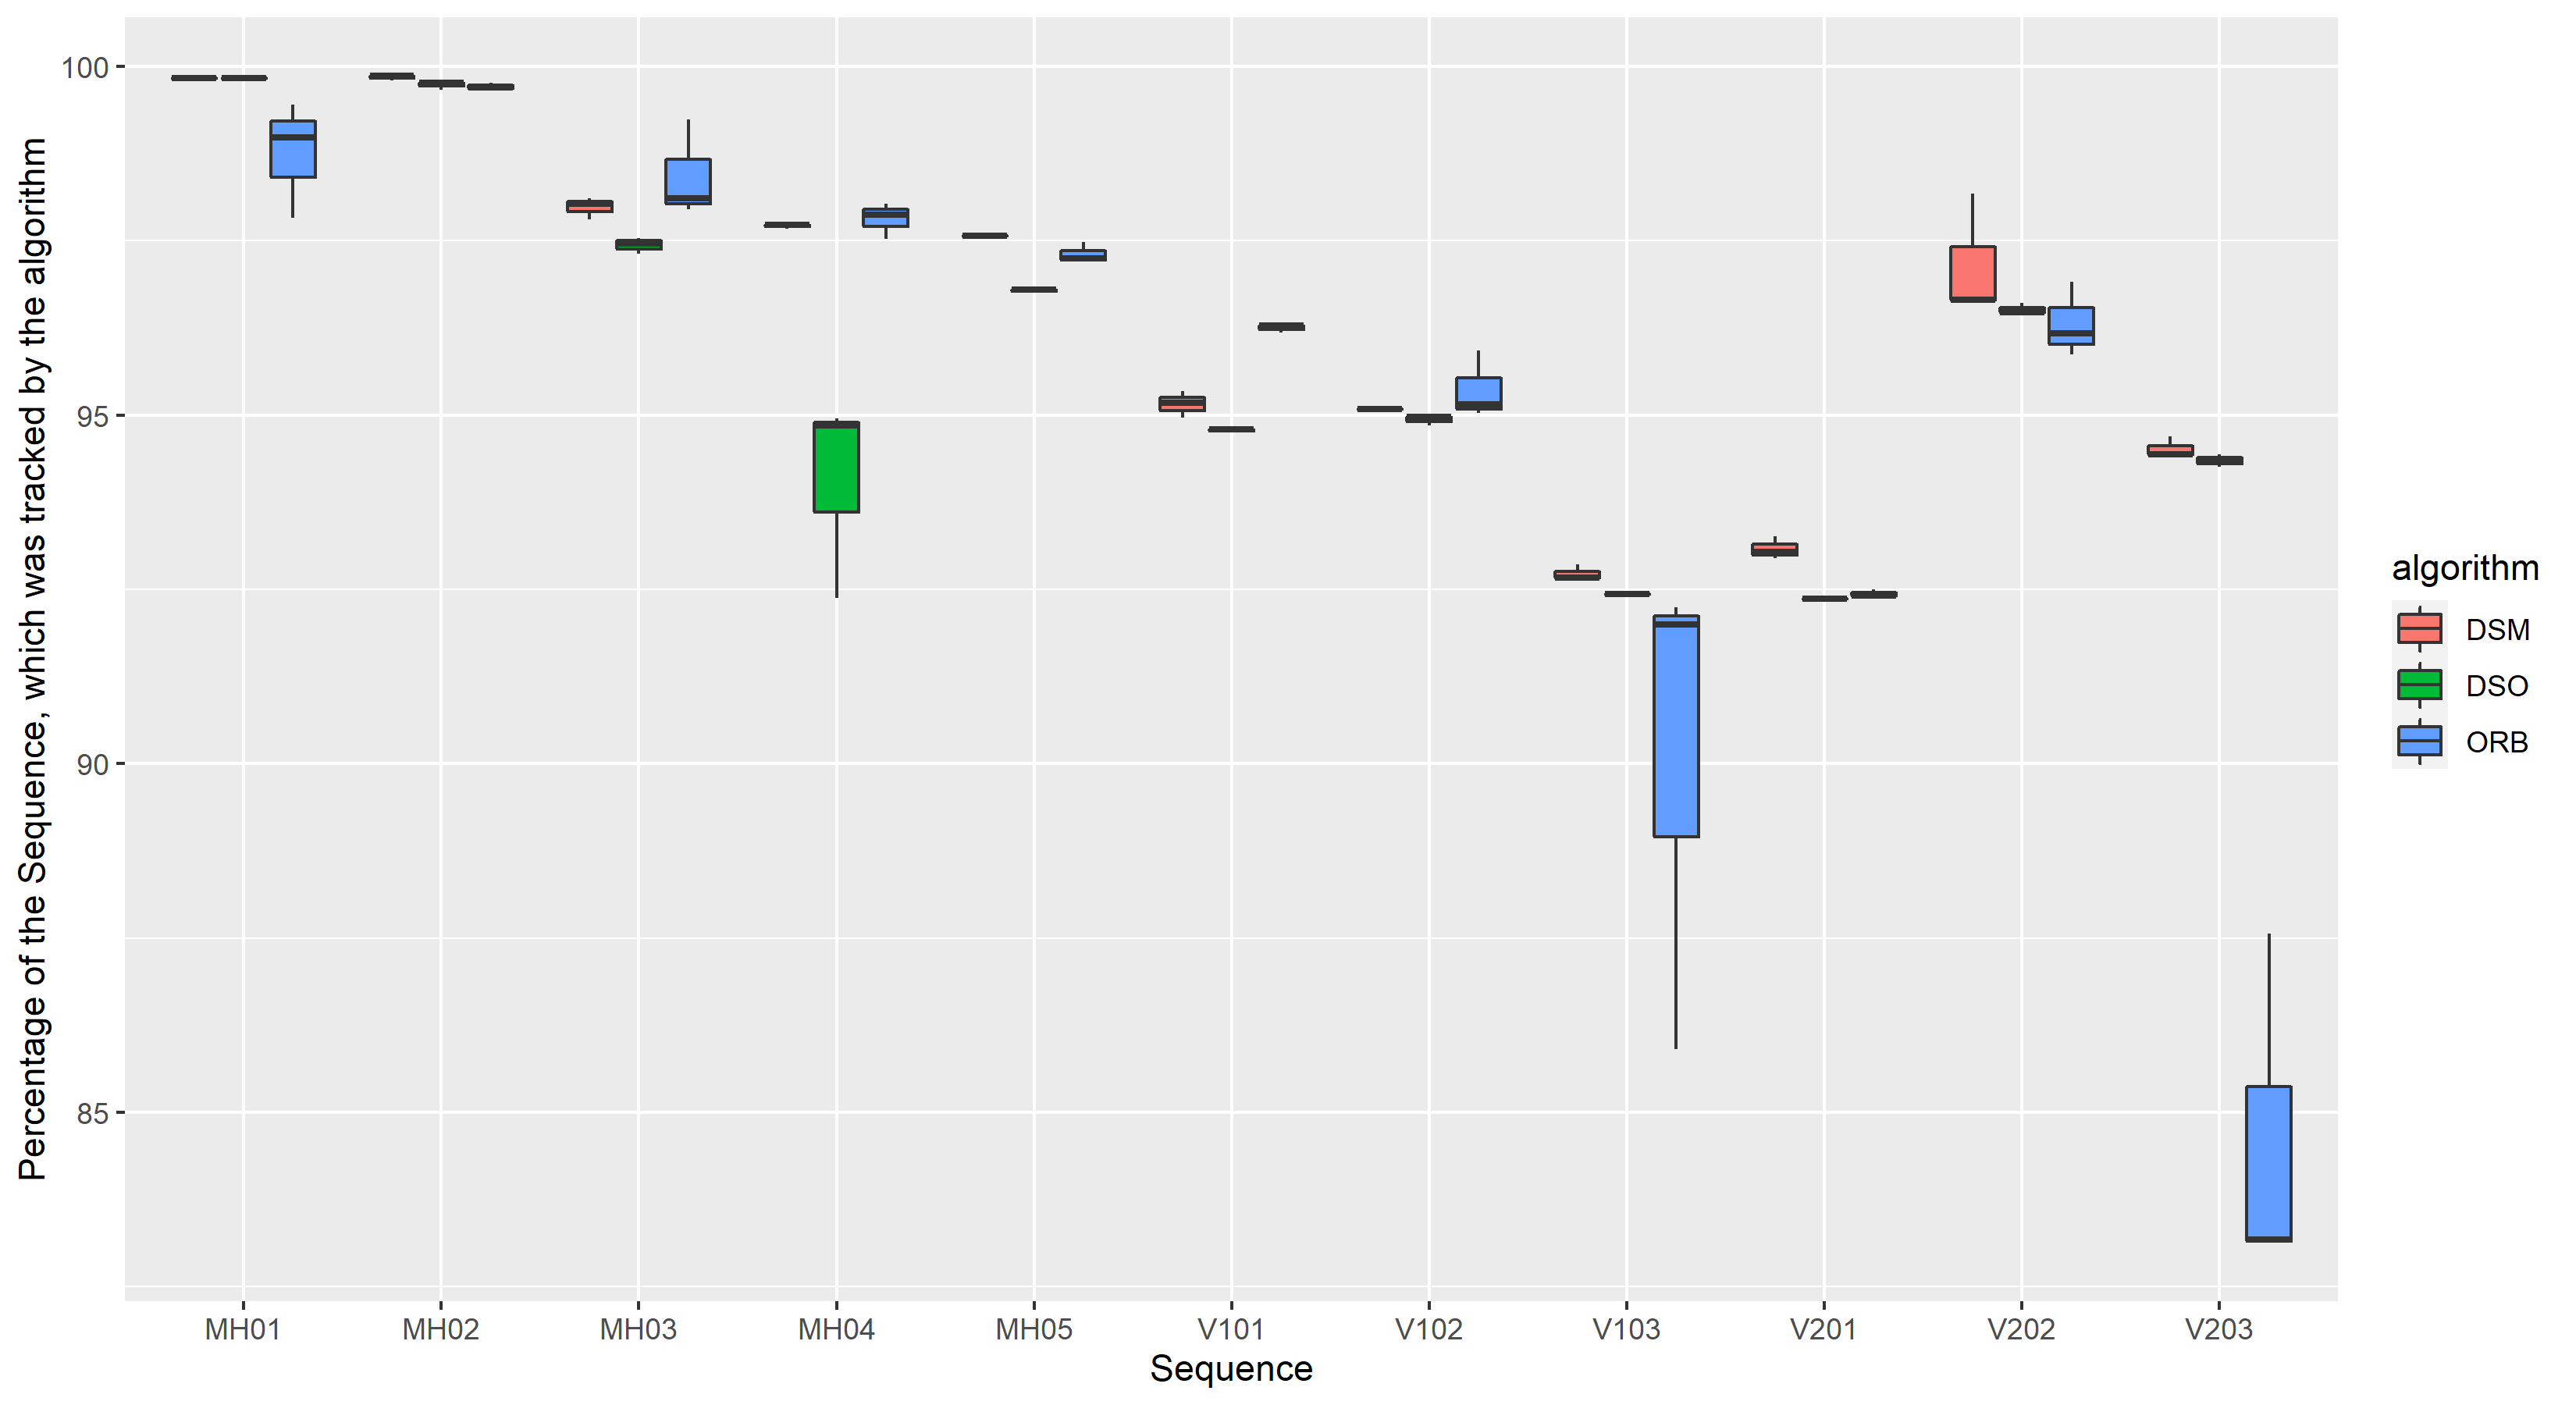 Percentage of the Sequence, which was tracked by the algorithm
100
95
90
85
MH01 MH02 MH03 MH04 MH05 V101 V102 V103 V201 V202 V203
Sequence
algorithm
DSM
DSO
ORB